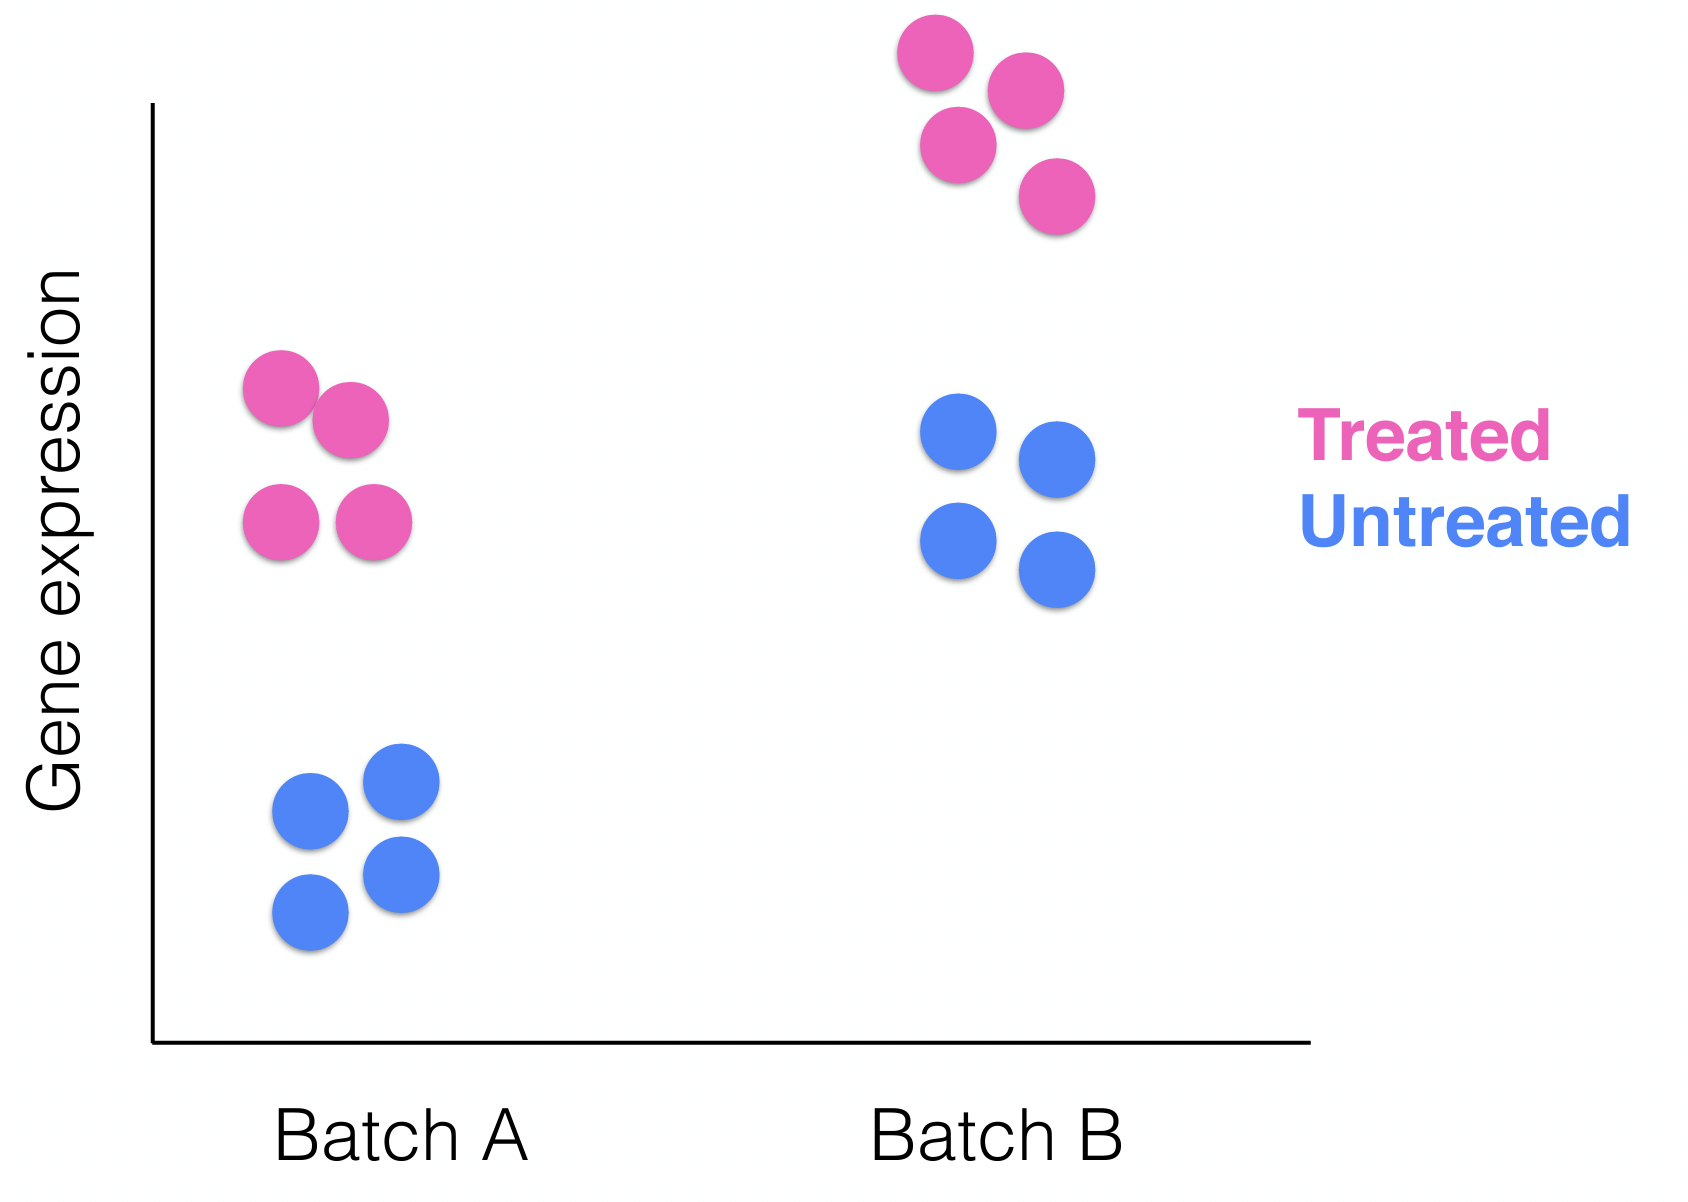 Gene expression
Treated
Untreated
Batch A
Batch B